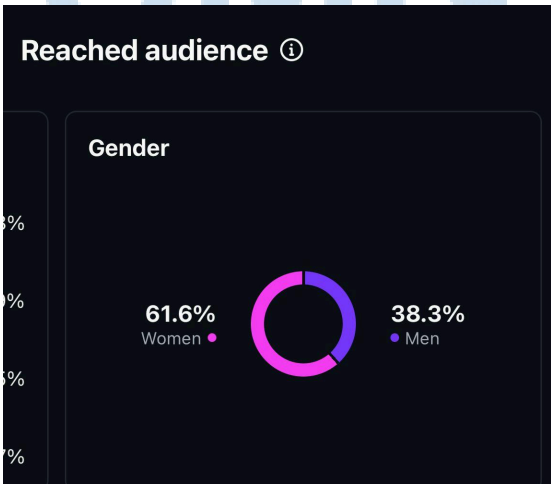 Reached audience
Gender
%
%
%
%
61.6%
Women
38.3%
Men